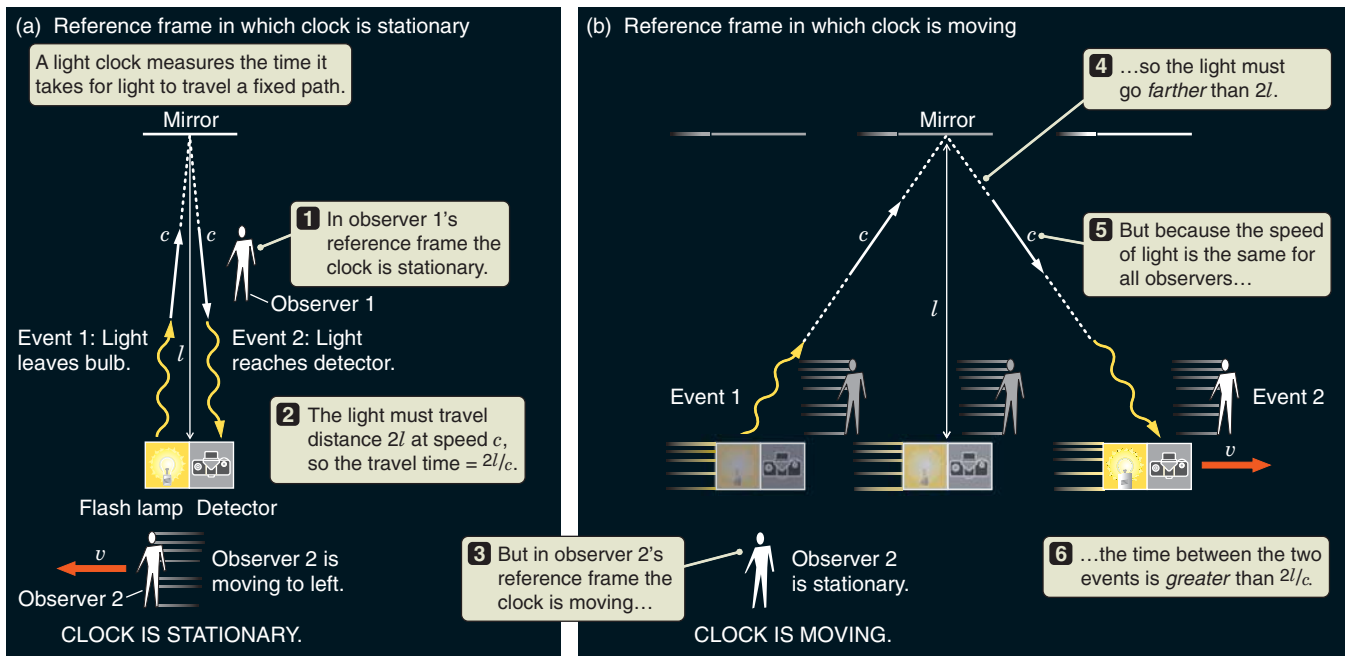 (a) Reference frame in which clock is stationary
A light clock measures the time it
takes for light to travel a fixed path.
Mirror
c
c
1 In observer 1's
reference frame the
clock is stationary.
Observer 1
Event 1: Light
leaves bulb.
l
Event 2: Light
reaches detector.
2 The light must travel
distance 2l at speed c,
so the travel time = 2l/c.
Flash lamp
Detector
v
Observer 2 is
moving to left.
Observer 2
CLOCK IS STATIONARY.
(b) Reference frame in which clock is moving
4 …so the light must
go farther than 2l.
Mirror
c
c
5 But because the speed
of light is the same for
all observers…
l
Event 1
Event 2
v
3 But in observer 2's
reference frame the
clock is moving…
Observer 2
is stationary.
6 …the time between the two
events is greater than 2l/c.
CLOCK IS MOVING.